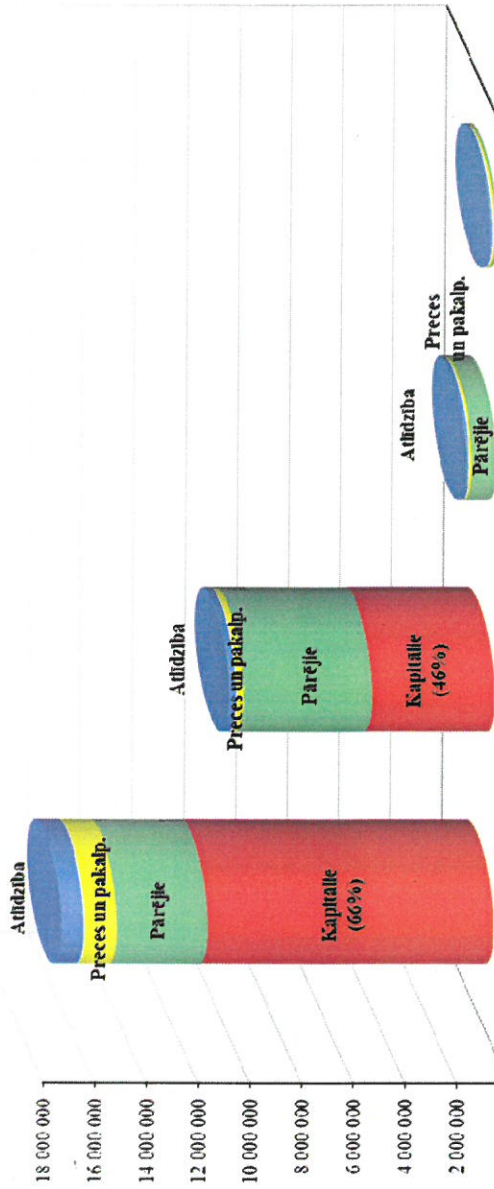 18 000 000
16 000 000
14 000 000
12 000 000
10 000 000
8 000 000
6 000 000
4 000 000
2 000 000
Atlīdzība
Preces un pakalp.
Pārējie
Kapitālie
(66%)
Atlīdzība
Preces un pakalp.
Pārējie
Kapitālie
(46%)
Atlīdzība
Preces
un pakalp.
Pārējie